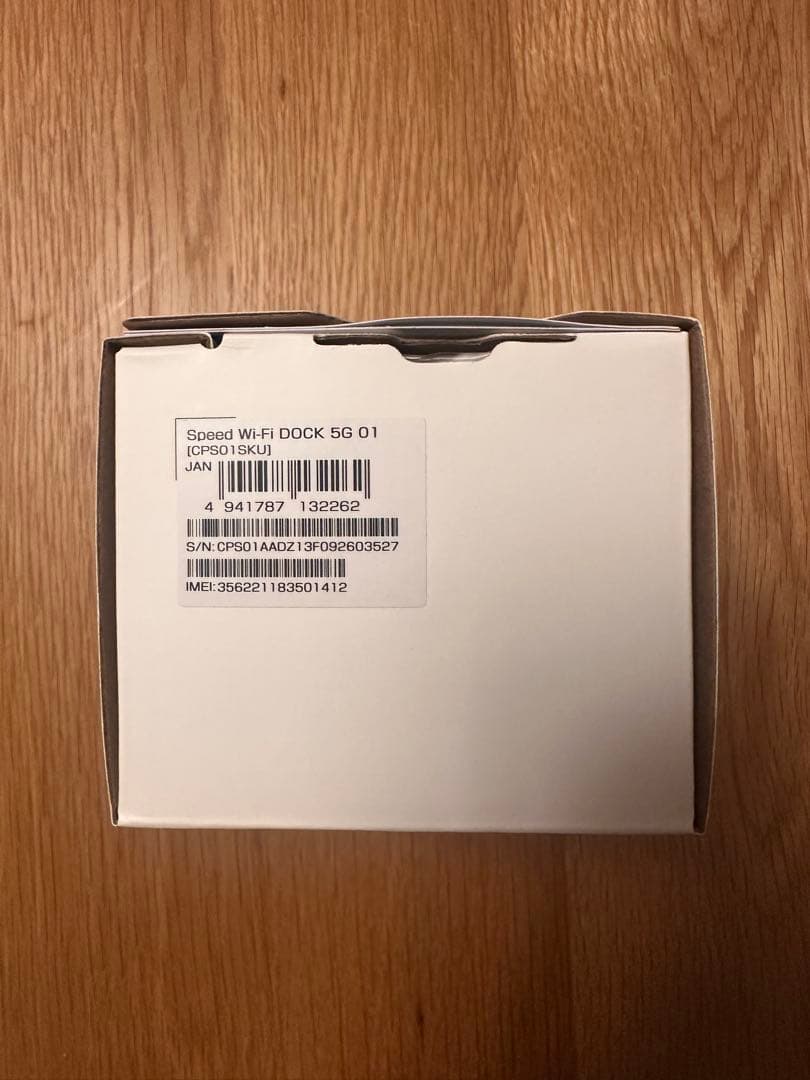 Speed Wi-Fi DOCK 5G 01
[CPS01SKU]
JAN
4 941787 132262
S/N:CPS01AADZ13F092603527
IMEI:356221183501412